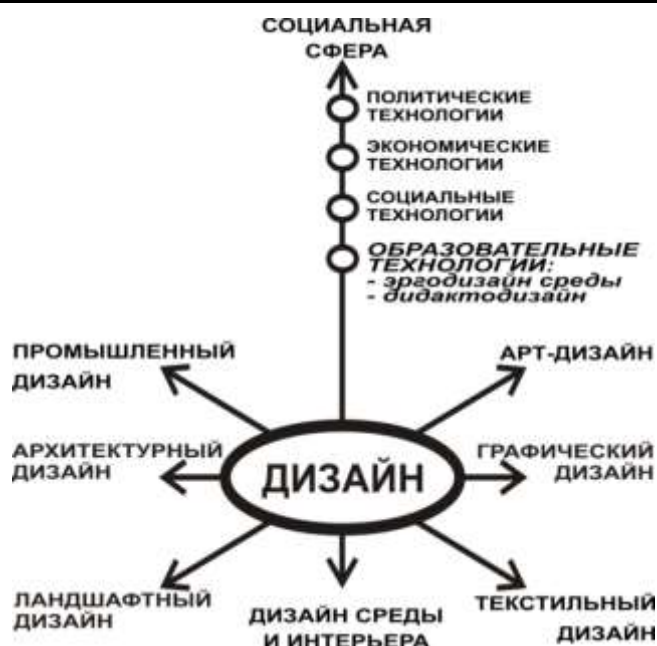 СОЦИАЛЬНАЯ
СФЕРА
ПОЛИТИЧЕСКИЕ
ТЕХНОЛОГИИ
ЭКОНОМИЧЕСКИЕ
ТЕХНОЛОГИИ
СОЦИАЛЬНЫЕ
ТЕХНОЛОГИИ
ОБРАЗОВАТЕЛЬНЫЕ
ТЕХНОЛОГИИ:
- эргодизайн среды
- дидактодизайн
ПРОМЫШЛЕННЫЙ
ДИЗАЙН
АРТ-ДИЗАЙН
АРХИТЕКТУРНЫЙ
ДИЗАЙН
ДИЗАЙН
ГРАФИЧЕСКИЙ
ДИЗАЙН
ЛАНДШАФТНЫЙ
ДИЗАЙН
ДИЗАЙН СРЕДЫ
И ИНТЕРЬЕРА
ТЕКСТИЛЬНЫЙ
ДИЗАЙН